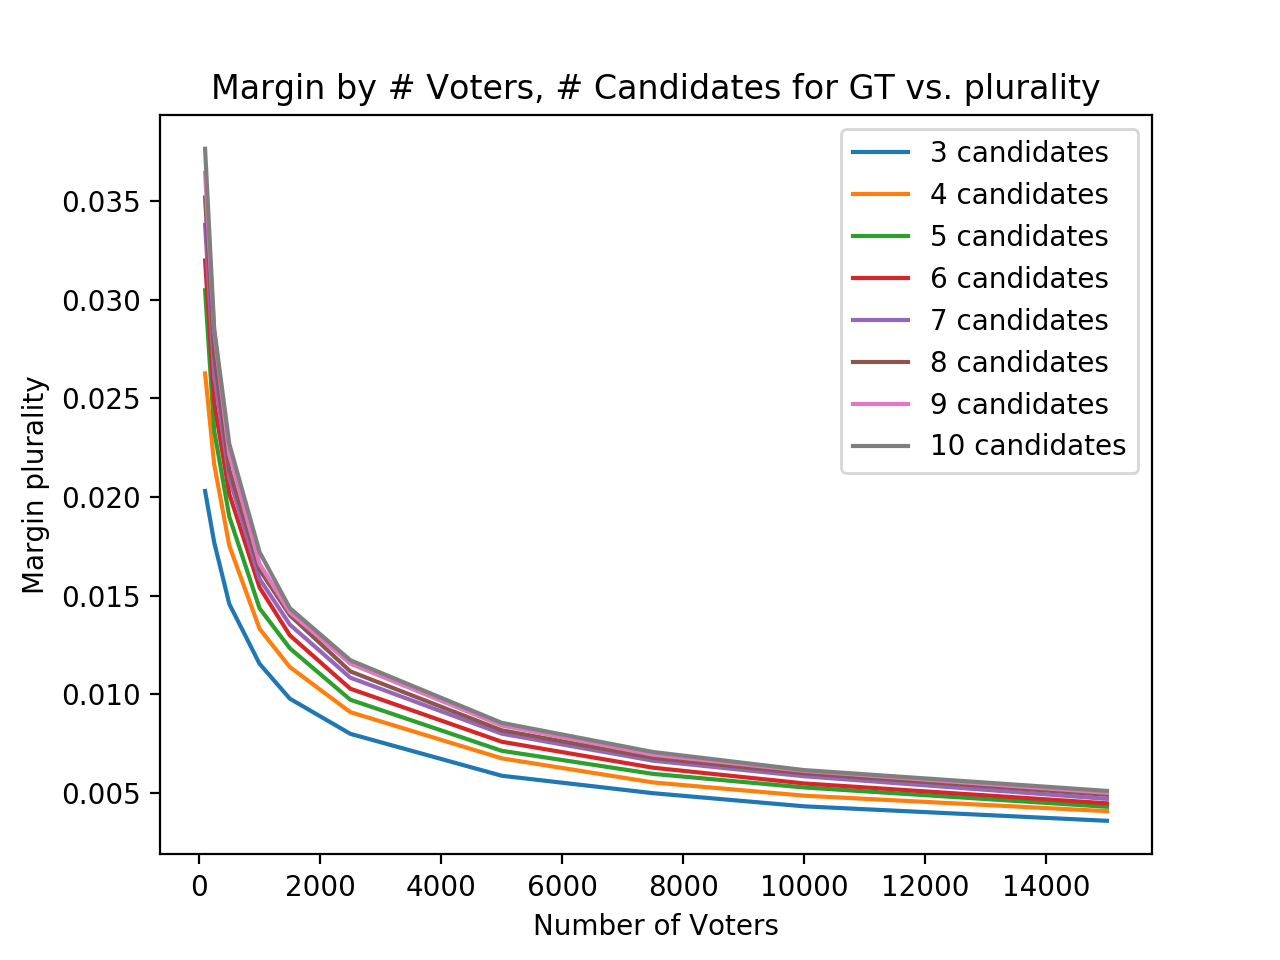 Margin by # Voters, # Candidates for GT vs. plurality
3 candidates
4 candidates
5 candidates
6 candidates
7 candidates
8 candidates
9 candidates
10 candidates
Margin plurality
0.035
0.030
0.025
0.020
0.015
0.010
0.005
0 2000 4000 6000 8000 10000 12000 14000
Number of Voters